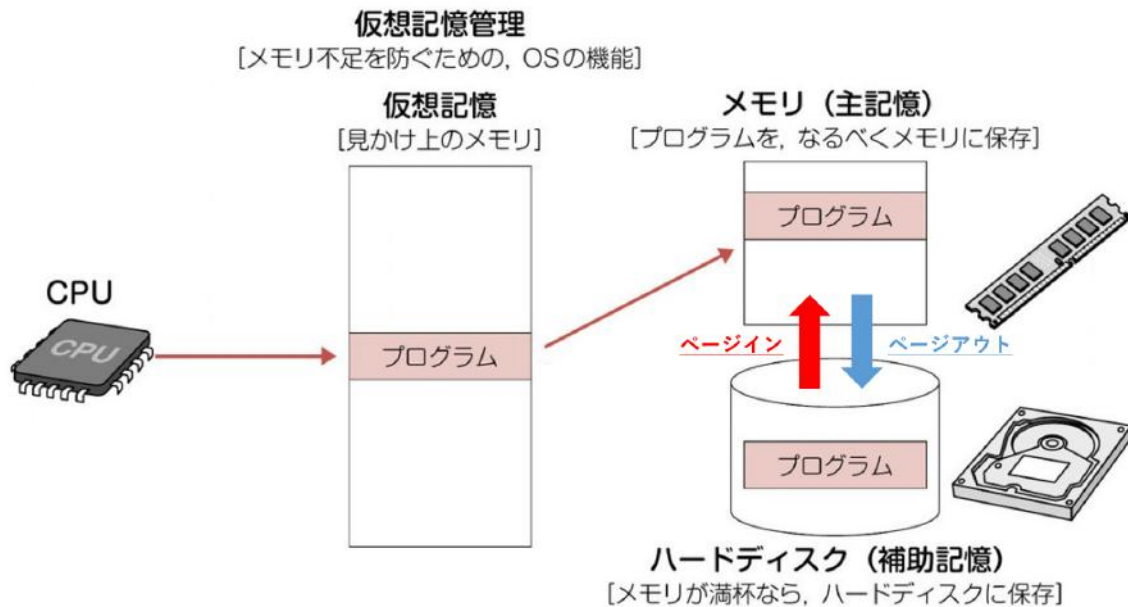 仮想記憶管理
[メモリ不足を防ぐための, OSの機能]
仮想記憶
[見かけ上のメモリ]
メモリ（主記憶）
[プログラムを, なるべくメモリに保存]
プログラム
CPU
CPU
プログラム
ページイン
ページアウト
プログラム
ハードディスク（補助記憶）
[メモリが満杯なら, ハードディスクに保存]